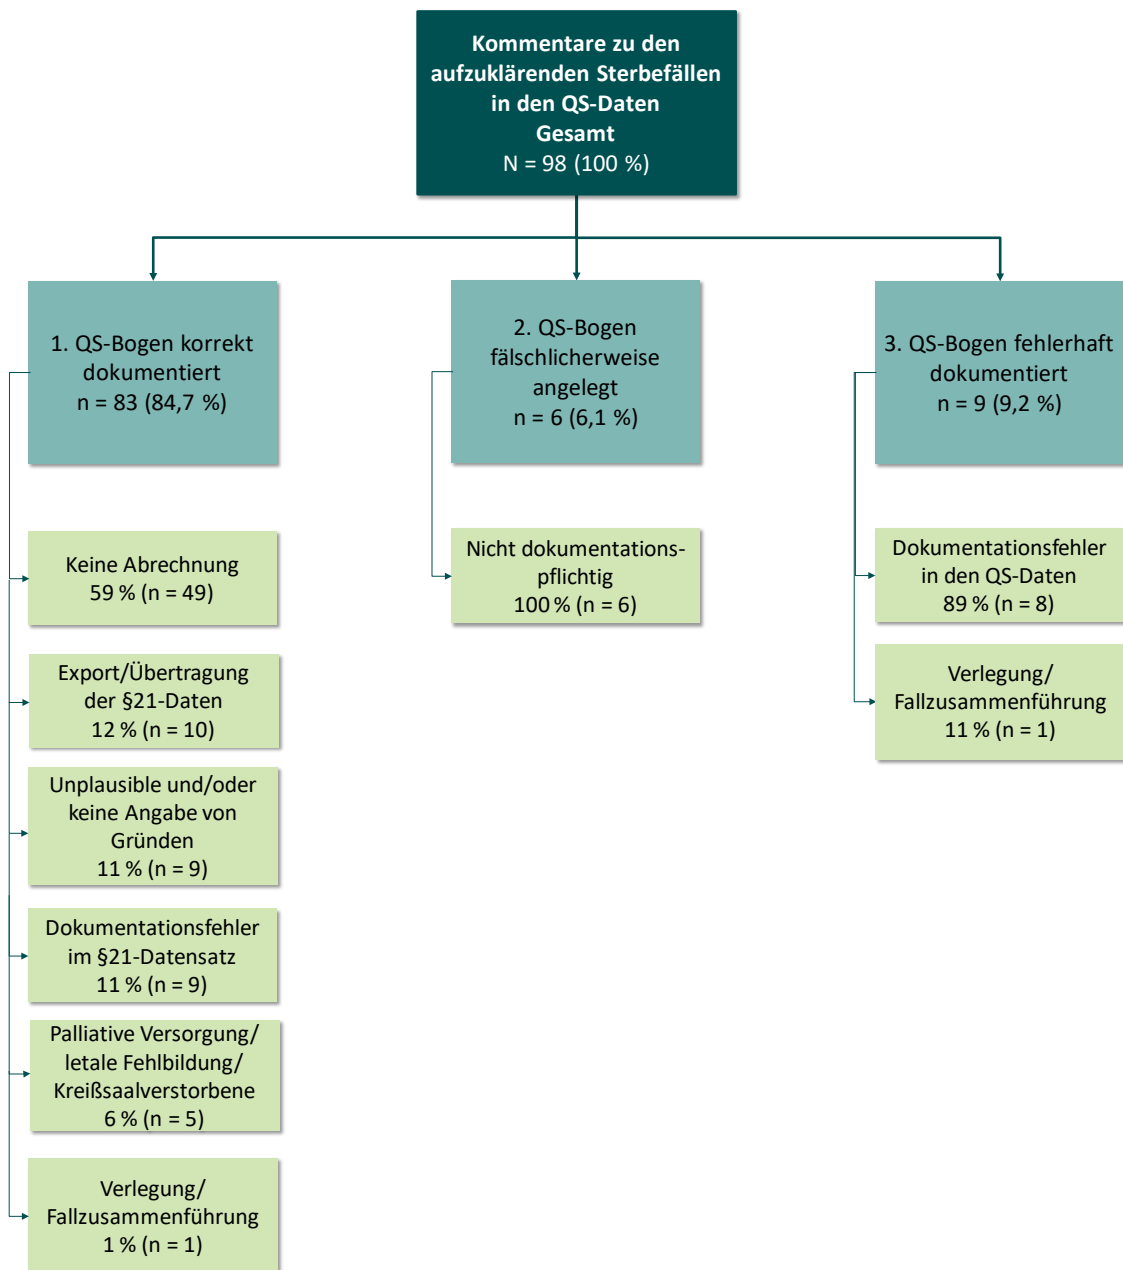 Kommentare zu den
aufzuklärenden Sterbefällen
in den QS-Daten
Gesamt
N = 98 (100 %)
1. QS-Bogen korrekt
dokumentiert
n = 83 (84,7 %)
2. QS-Bogen
fälschlicherweise
angelegt
n = 6 (6,1 %)
3. QS-Bogen fehlerhaft
dokumentiert
n = 9 (9,2 %)
Keine Abrechnung
59 % (n = 49)
Export/Übertragung
der §21-Daten
12 % (n = 10)
Unplausible und/oder
keine Angabe von
Gründen
11 % (n = 9)
Dokumentationsfehler
im §21-Datensatz
11 % (n = 9)
Palliative Versorgung/
letale Fehlbildung/
Kreißsaalverstorbene
6 % (n = 5)
Verlegung/
Fallzusammenführung
1 % (n = 1)
Nicht dokumentations-
pflichtig
100 % (n = 6)
Dokumentationsfehler
in den QS-Daten
89 % (n = 8)
Verlegung/
Fallzusammenführung
11 % (n = 1)